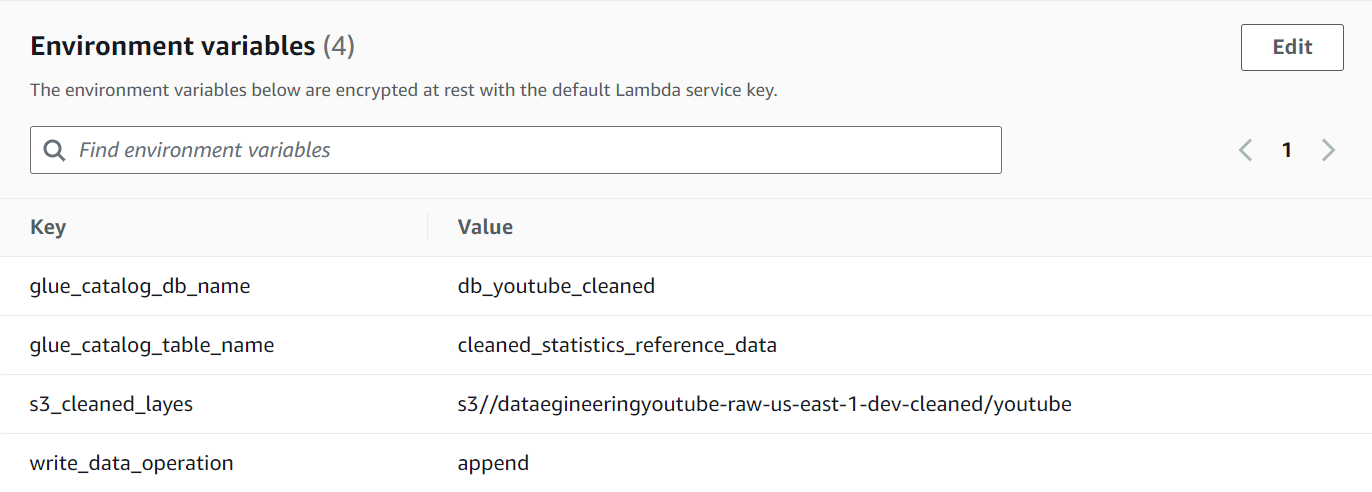 Environment variables (4)
Edit
The environment variables below are encrypted at rest with the default Lambda service key.
Find environment variables
1
Key Value
glue_catalog_db_name db_youtube_cleaned
glue_catalog_table_name cleaned_statistics_reference_data
s3_cleaned_layes s3//dataegineeringyoutube-raw-us-east-1-dev-cleaned/youtube
write_data_operation append